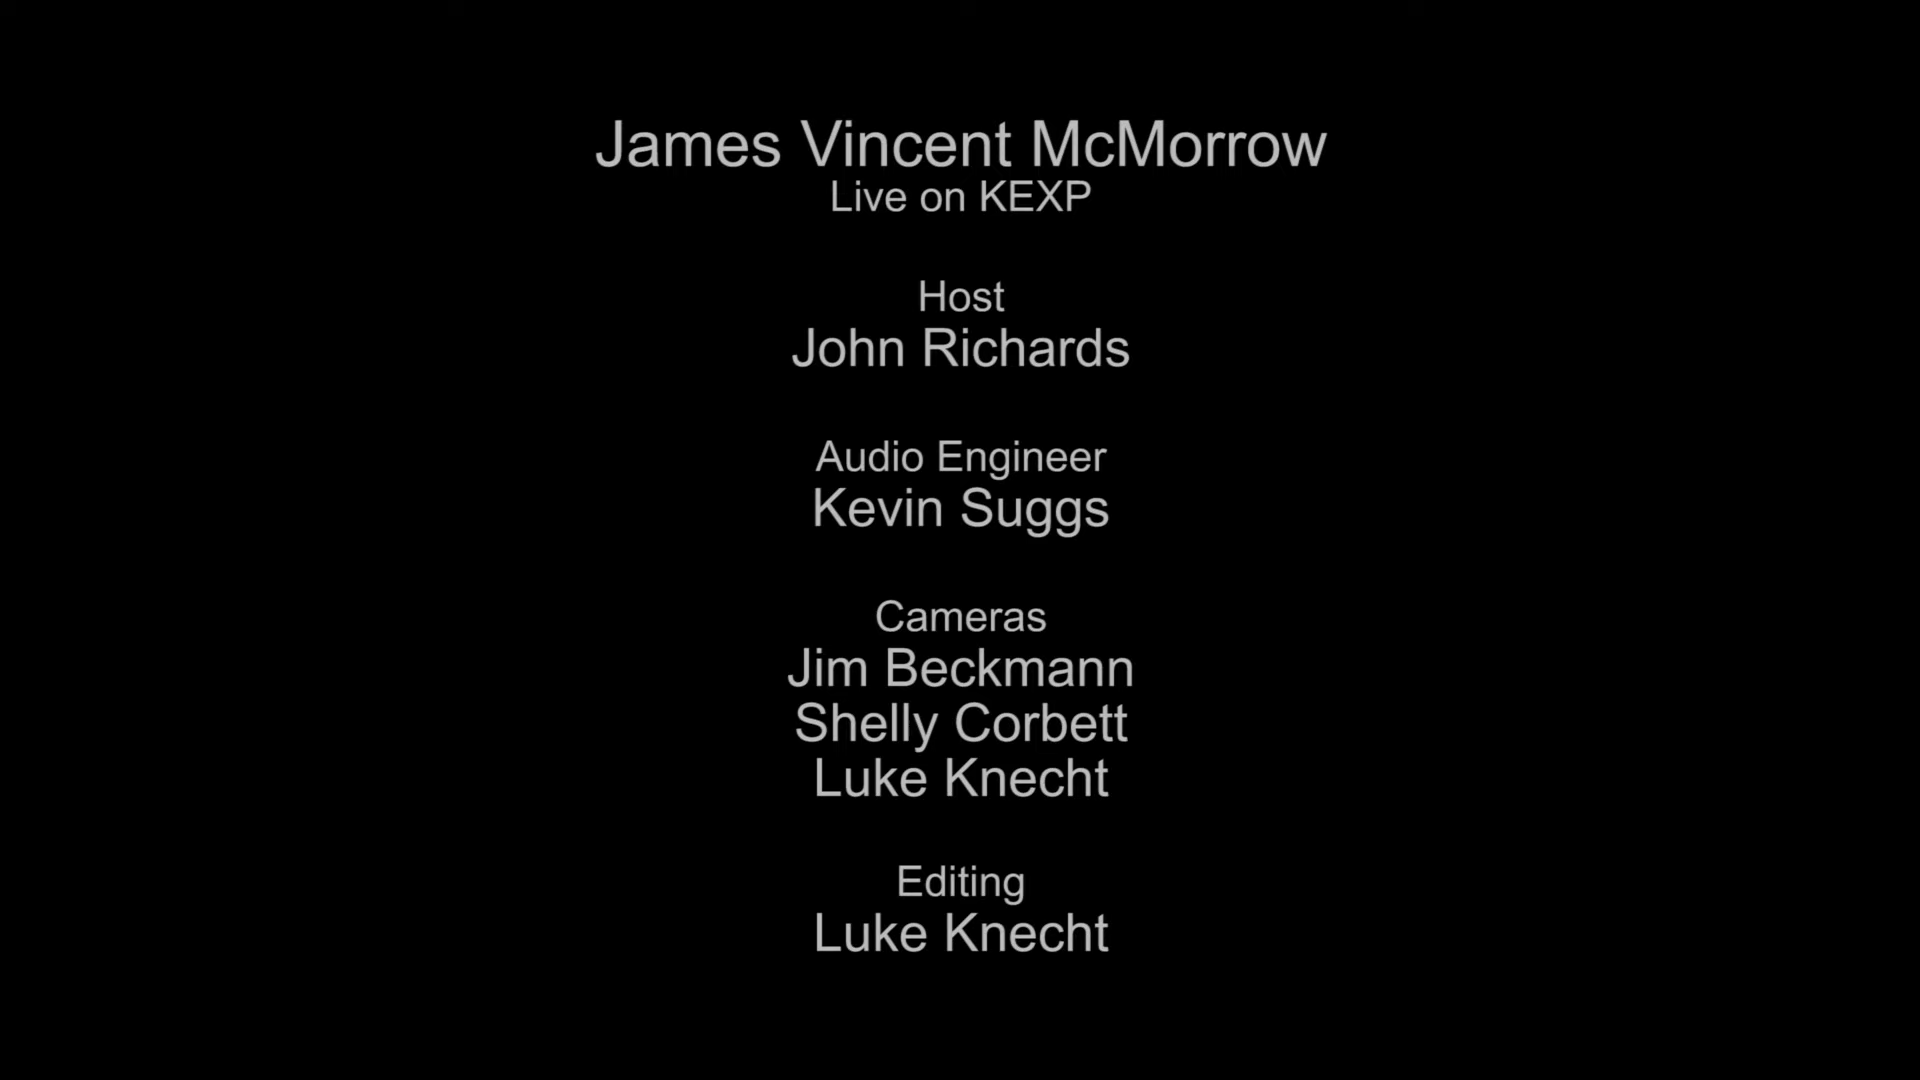 James Vincent McMorrow
Live on KEXP
Host
John Richards
Audio Engineer
Kevin Suggs
Cameras
Jim Beckmann
Shelly Corbett
Luke Knecht
Editing
Luke Knecht